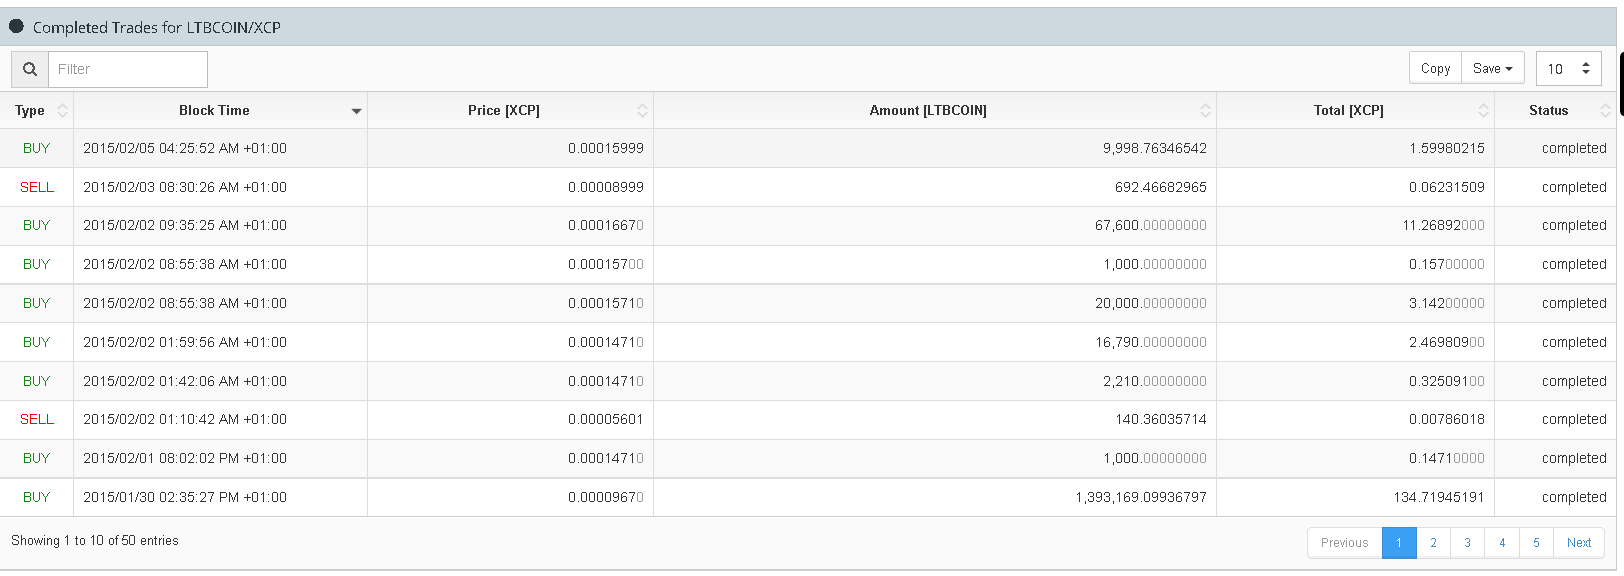 Completed Trades for LTBCOIN/XCP
Filter Copy Save 10
Type Block Time Price [XCP] Amount [LTBCOIN] Total [XCP] Status
BUY 2015/02/05 04:25:52 AM +01:00 0.00015999 9,998.76346542 1.59980215 completed
SELL 2015/02/03 08:30:26 AM +01:00 0.00008999 692.46682965 0.06231509 completed
BUY 2015/02/02 09:35:25 AM +01:00 0.00016670 67,600.00000000 11.26892000 completed
BUY 2015/02/02 08:55:38 AM +01:00 0.00015700 1,000.00000000 0.15700000 completed
BUY 2015/02/02 08:55:38 AM +01:00 0.00015710 20,000.00000000 3.14200000 completed
BUY 2015/02/02 01:59:56 AM +01:00 0.00014710 16,790.00000000 2.46980900 completed
BUY 2015/02/02 01:42:06 AM +01:00 0.00014710 2,210.00000000 0.32509100 completed
SELL 2015/02/02 01:10:42 AM +01:00 0.00005601 140.36035714 0.00786018 completed
BUY 2015/02/01 08:02:02 PM +01:00 0.00014710 1,000.00000000 0.14710000 completed
BUY 2015/01/30 02:35:27 PM +01:00 0.00009670 1,393,169.09936797 134.71945191 completed
Showing 1 to 10 of 50 entries Previous 1 2 3 4 5 Next